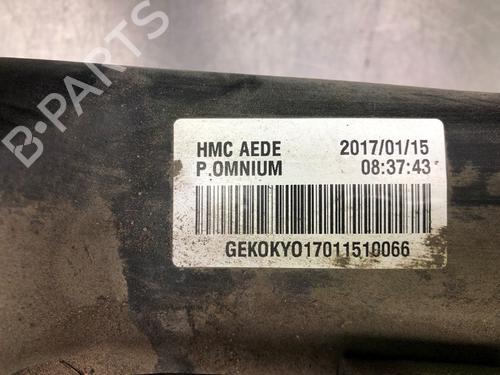 B-PARTS
HMC AEDE 2017/01/15
P.OMNIUM 08:37:43
GEKOKYO17011510066